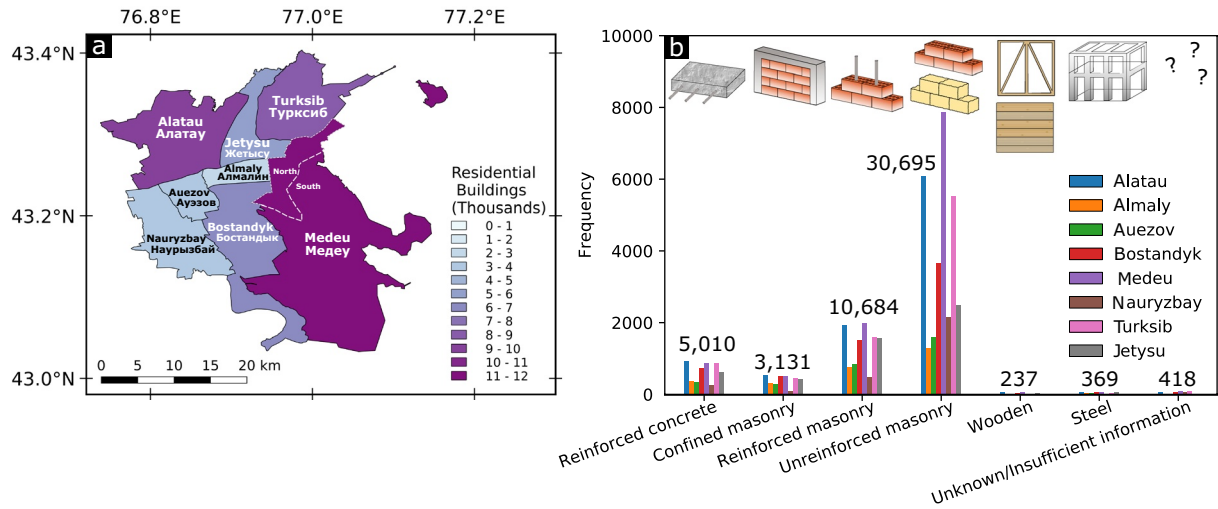 76.8°E 77.0°E 77.2°E
43.4°N
43.2°N
43.0°N
a
Turksib
Турксиб
Alatau
Алатау
Jetysu
Жетысу
Almaly
Алмалин
North
South
Auezov
Ауэзов
Bostandyk
Бостандык
Nauryzbay
Наурызбай
Medeu
Медеу
Residential
Buildings
(Thousands)
0 - 1
1 - 2
2 - 3
3 - 4
4 - 5
5 - 6
6 - 7
7 - 8
8 - 9
9 - 10
10 - 11
11 - 12
0 5 10 15 20 km
b
Frequency
10000
8000
6000
4000
2000
0
? ? ?
5,010
3,131
10,684
30,695
237
369
418
Alatau
Almaly
Auezov
Bostandyk
Medeu
Nauryzbay
Turksib
Jetysu
Reinforced concrete
Confined masonry
Reinforced masonry
Unreinforced masonry
Wooden
Steel
Unknown/Insufficient information